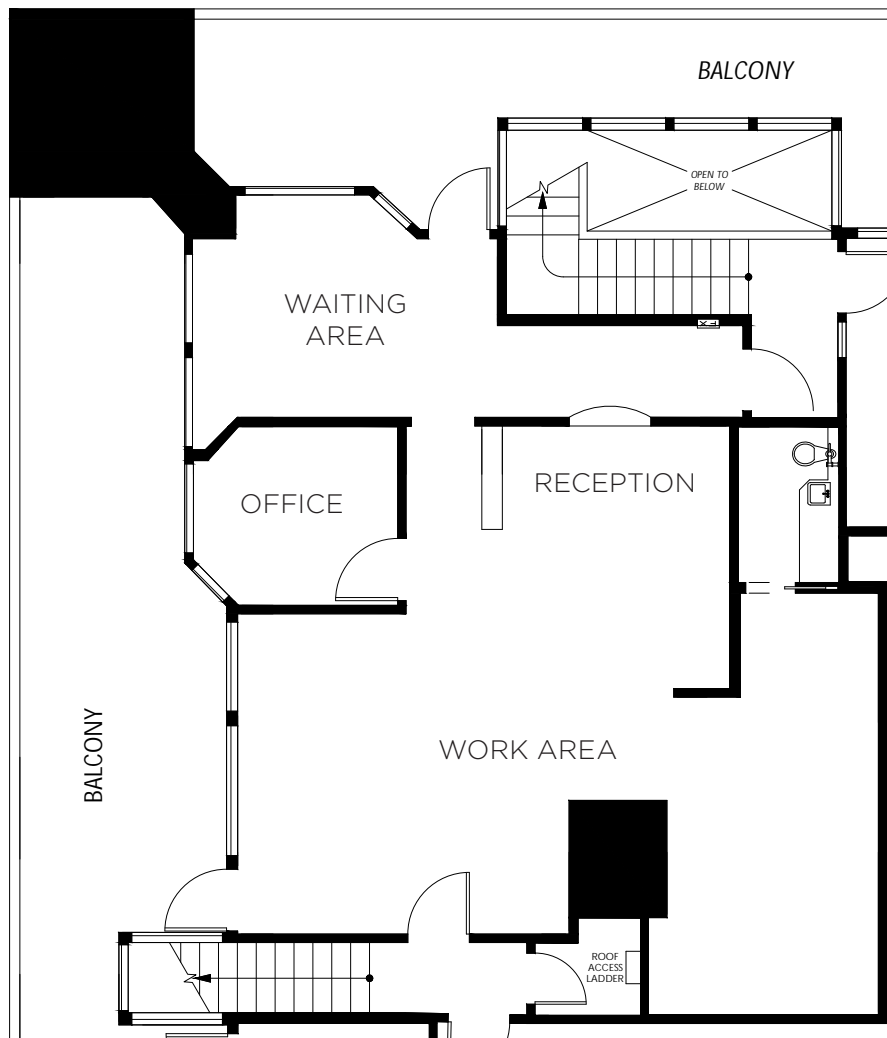 BALCONY
OPEN TO
BELOW
WAITING
AREA
OFFICE
RECEPTION
WORK AREA
BALCONY
ROOF
ACCESS
LADDER